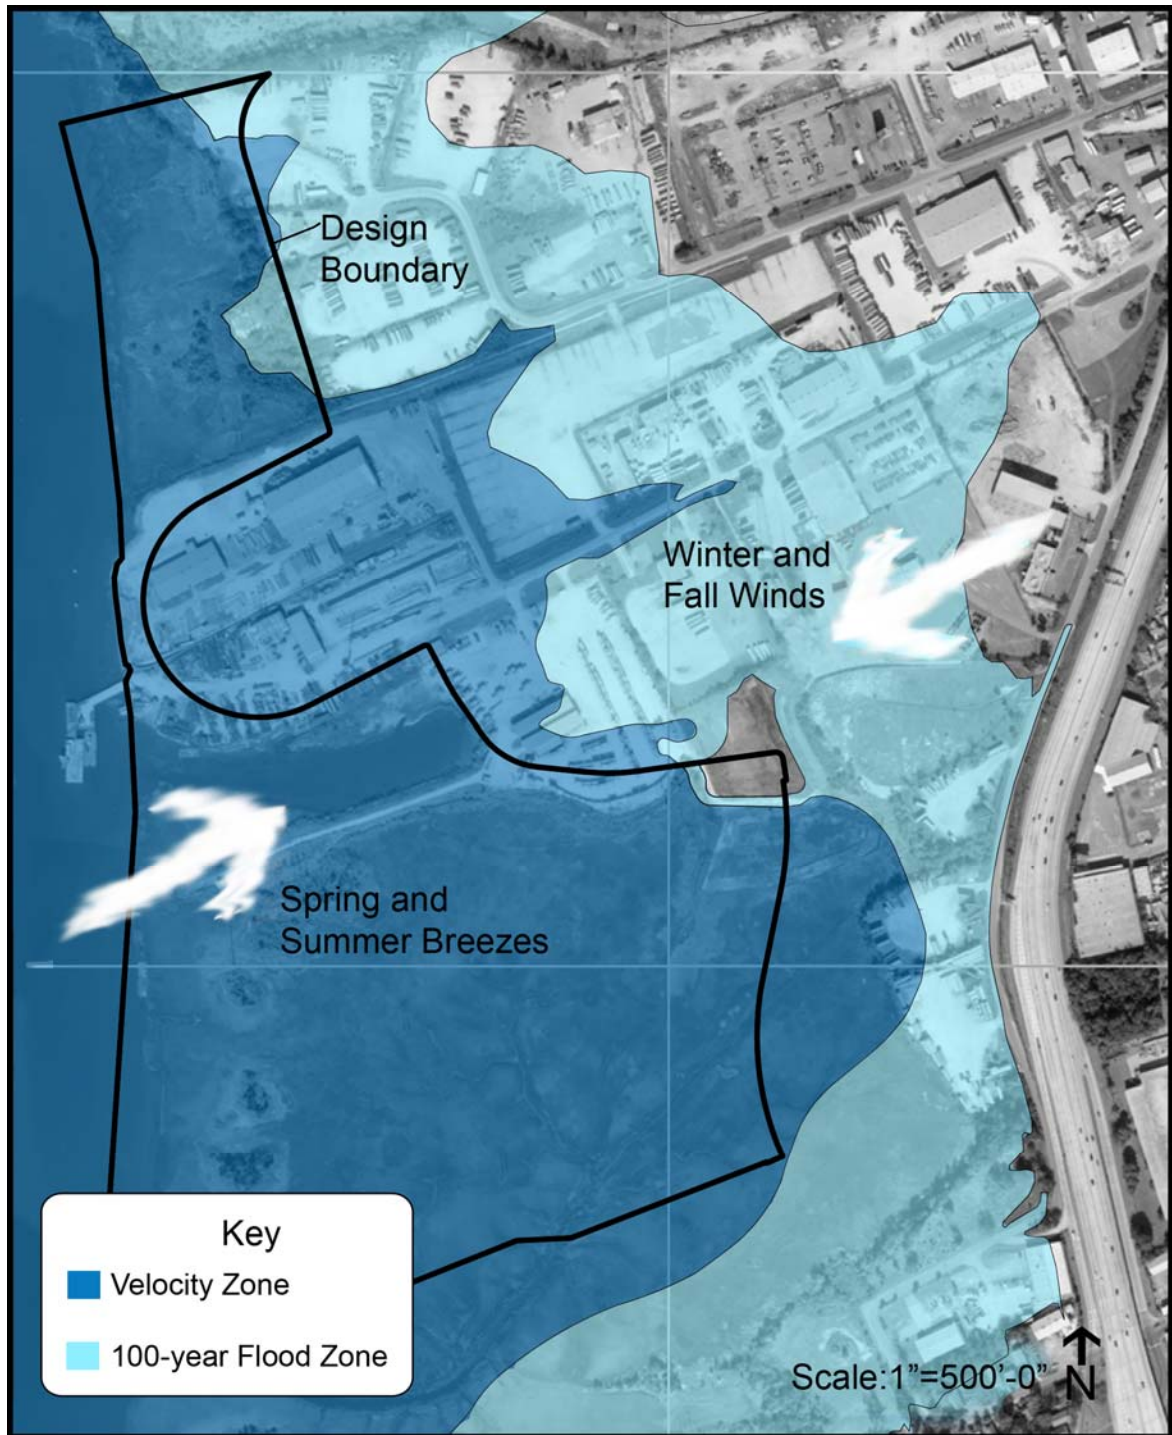 Design
Boundary
Winter and
Fall Winds
Spring and
Summer Breezes
Key
Velocity Zone
100-year Flood Zone
Scale:1”=500’-0”
N